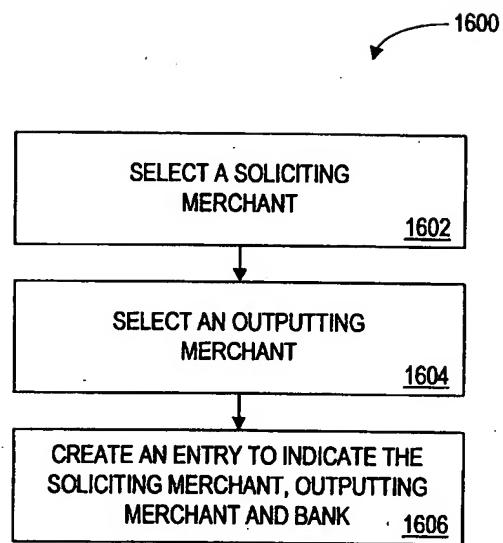 1600
SELECT A SOLICITING
MERCHANT
1602
SELECT AN OUTPUTTING
MERCHANT
1604
CREATE AN ENTRY TO INDICATE THE
SOLICITING MERCHANT, OUTPUTTING
MERCHANT AND BANK
1606